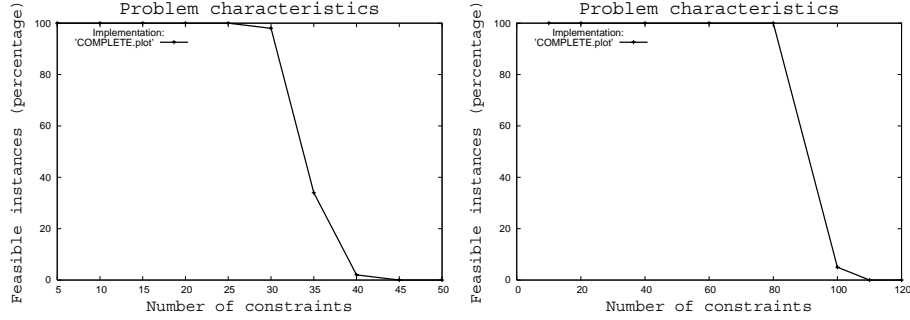 Problem characteristics
Feasible instances (percentage)
Implementation:
'COMPLETE.plot'
100
80
60
40
20
0
5 10 15 20 25 30 35 40 45 50
Number of constraints
Problem characteristics
Feasible instances (percentage)
Implementation:
'COMPLETE.plot'
100
80
60
40
20
0
0 20 40 60 80 100 120
Number of constraints